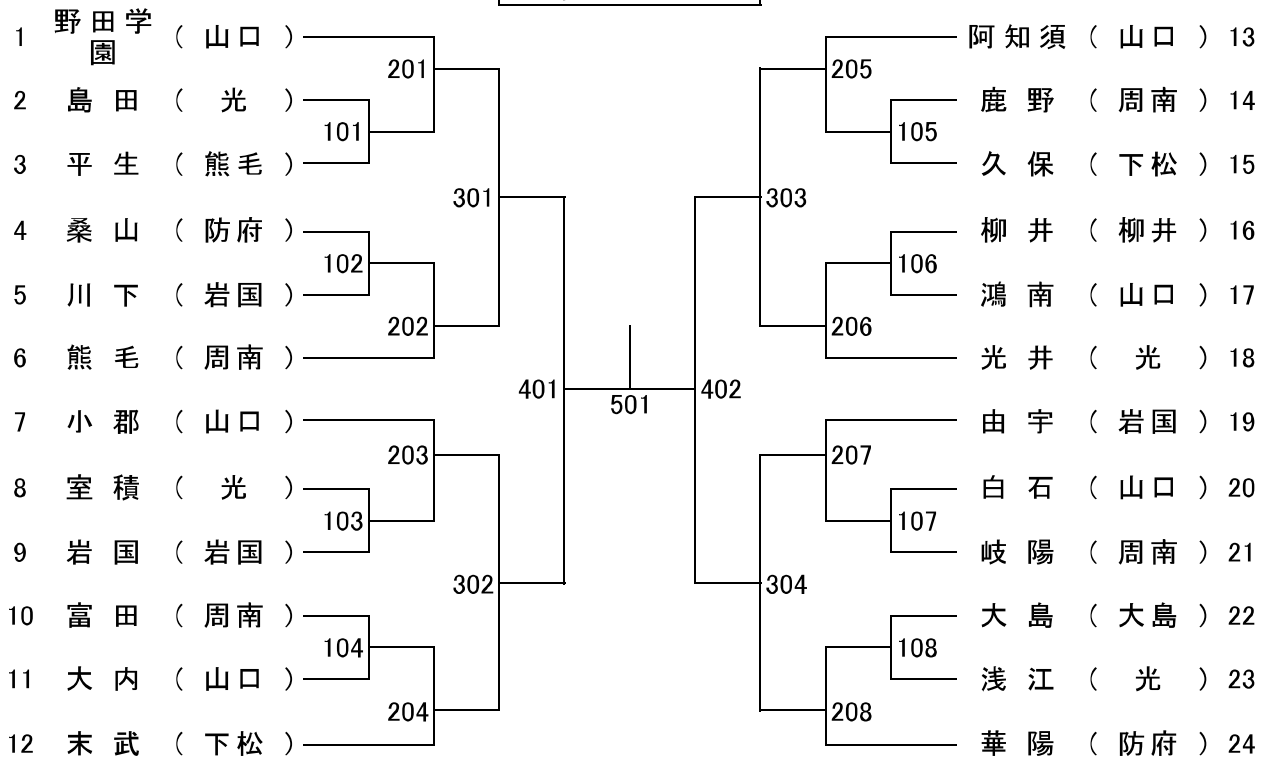 1 野田学園 ( 山口 )
201
2 島田 ( 光 )
101
3 平生 ( 熊毛 )
301
4 桑山 ( 防府 )
102
5 川下 ( 岩国 )
202
6 熊毛 ( 周南 )
401
7 小郡 ( 山口 )
203
8 室積 ( 光 )
103
9 岩国 ( 岩国 )
302
10 富田 ( 周南 )
104
11 大内 ( 山口 )
204
12 末武 ( 下松 )
501
阿知須 ( 山口 ) 13
205
鹿野 ( 周南 ) 14
105
久保 ( 下松 ) 15
303
柳井 ( 柳井 ) 16
106
鴻南 ( 山口 ) 17
206
光井 ( 光 ) 18
402
由宇 ( 岩国 ) 19
207
白石 ( 山口 ) 20
107
岐陽 ( 周南 ) 21
304
大島 ( 大島 ) 22
108
浅江 ( 光 ) 23
208
華陽 ( 防府 ) 24